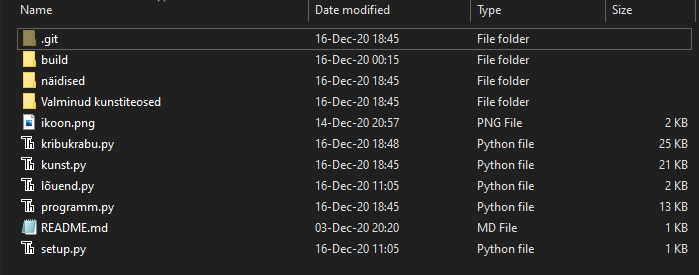 Name Date modified Type Size
.git 16-Dec-20 18:45 File folder
build 16-Dec-20 00:15 File folder
näidised 16-Dec-20 18:45 File folder
Valminud kunstiteosed 16-Dec-20 18:45 File folder
ikoon.png 14-Dec-20 20:57 PNG File 2 KB
kribukrabu.py 16-Dec-20 18:48 Python file 25 KB
kunst.py 16-Dec-20 18:45 Python file 21 KB
lõuend.py 16-Dec-20 11:05 Python file 2 KB
programm.py 16-Dec-20 18:45 Python file 13 KB
README.md 03-Dec-20 20:20 MD File 1 KB
setup.py 16-Dec-20 11:05 Python file 1 KB